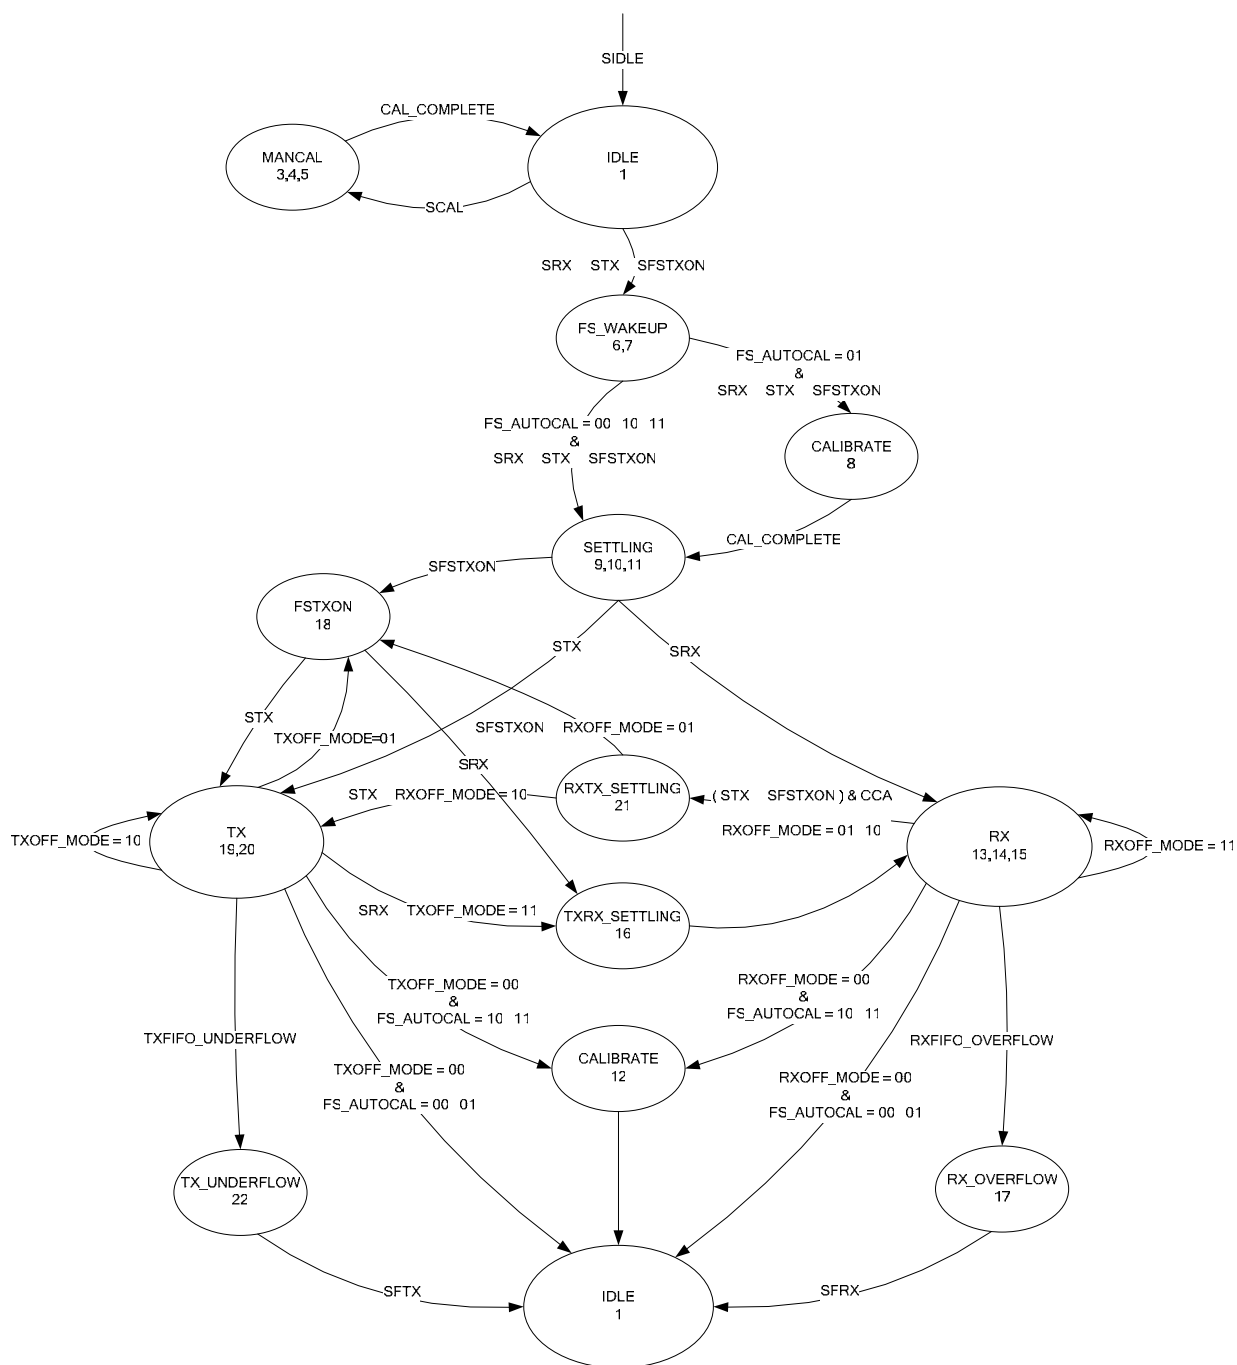 SIDLE
CAL_COMPLETE
MANCAL
3,4,5
IDLE
1
SCAL
SRX STX SFSTXON
FS_WAKEUP
6,7
FS_AUTOCAL = 01
&
SRX STX SFSTXON
FS_AUTOCAL = 00 10 11
&
SRX STX SFSTXON
CALIBRATE
8
CAL_COMPLETE
SETTLING
9,10,11
SFSTXON
FSTXON
18
STX
SRX
STX
TXOFF_MODE=01
SFSTXON RXOFF_MODE = 01
SRX
RXTX_SETTLING
21
STX RXOFF_MODE = 10
( STX SFSTXON ) & CCA
RXOFF_MODE = 01 10
TXOFF_MODE = 10
TX
19,20
RX
13,14,15
RXOFF_MODE = 11
SRX TXOFF_MODE = 11
TXRX_SETTLING
16
TXOFF_MODE = 00
&
FS_AUTOCAL = 10 11
RXOFF_MODE = 00
&
FS_AUTOCAL = 10 11
TXFIFO_UNDERFLOW
RXFIFO_OVERFLOW
CALIBRATE
12
TXOFF_MODE = 00
&
FS_AUTOCAL = 00 01
RXOFF_MODE = 00
&
FS_AUTOCAL = 00 01
TX_UNDERFLOW
22
RX_OVERFLOW
17
SFTX
SFRX
IDLE
1